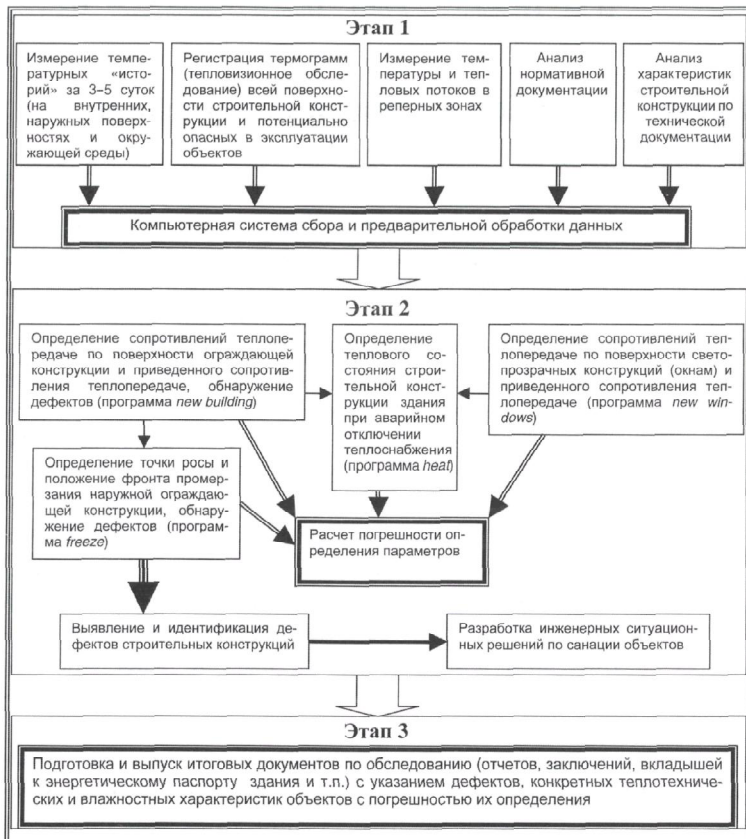 Этап 1
Измерение тем-
пературных «исто-
рий» за 3–5 суток
(на внутренних,
наружных поверх-
ностях и окру-
жающей среды)
Регистрация термограмм
(тепловизионное обсле-
дование) всей поверхно-
сти строительной конст-
рукции и потенциально
опасных в эксплуатации
объектов
Измерение тем-
пературы и теп-
ловых потоков в
реперных зонах
Анализ
нормативной
документации
Анализ
характеристик
строительной
конструкции по
технической
документации
Компьютерная система сбора и предварительной обработки данных
Этап 2
Определение сопротивлений теплопе-
редаче по поверхности ограждающей
конструкции и приведенного сопротив-
ления теплопередаче, обнаружение
дефектов (программа new building)
Определение
теплового со-
стояния строи-
тельной конст-
рукции здания
при аварийном
отключении
теплоснабжения
(программа heat)
Определение сопротивлений теп-
лопередаче по поверхности свето-
прозрачных конструкций (окнам) и
приведенного сопротивления теп-
лопередаче (программа new win-
dows)
Определение точки росы и
положение фронта промер-
зания наружной ограждаю-
щей конструкции, обнару-
жение дефектов (програм-
ма freeze)
Расчет погрешности оп-
ределения параметров
Выявление и идентификация де-
фектов строительных конструкций
Разработка инженерных ситуацион-
ных решений по санации объектов
Этап 3
Подготовка и выпуск итоговых документов по обследованию (отчетов, заключений, вкладышей
к энергетическому паспорту здания и т.п.) с указанием дефектов, конкретных теплотехниче-
ских и влажностных характеристик объектов с погрешностью их определения